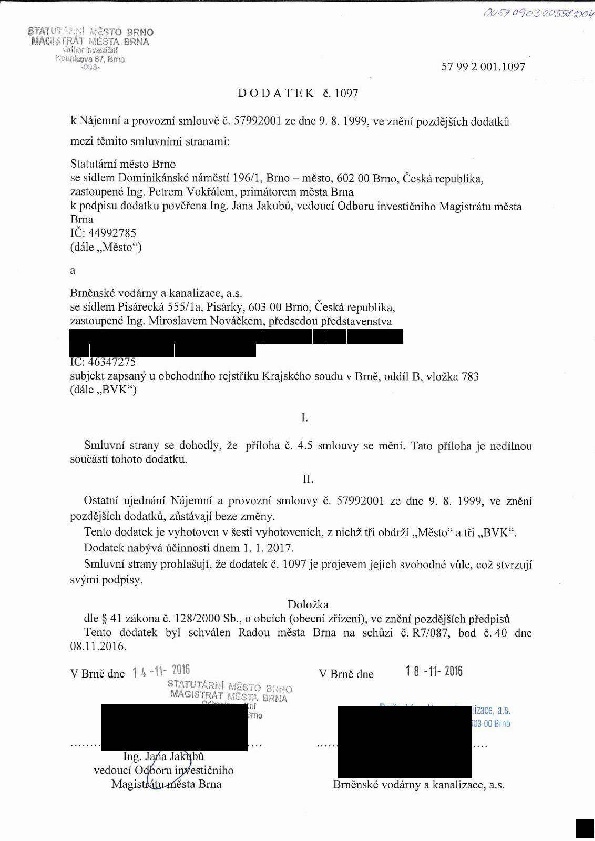 STATUTÁRNÍ MĚSTO BRNO
MAGISTRÁT MĚSTA BRNA
Odbor investiční
Kounicova 67, Brno
57 99 2 001.1097
DODATEK č. 1097
k Nájemní a provozní smlouvě č. 57992001 ze dne 9. 8. 1999, ve znění pozdějších dodatků
mezi těmito smluvními stranami:
Statutární město Brno
se sídlem Dominikánské náměstí 196/1, Brno – město, 602 00 Brno, Česká republika,
zastoupené Ing. Petrem Vokřálem, primátorem města Brna
k podpisu dodatku pověřena Ing. Jana Jakubů, vedoucí Odboru investičního Magistrátu města
Brna
IČ: 44992785
(dále „Město“)
a
Brněnské vodárny a kanalizace, a.s.
se sídlem Pisárecká 555/1a, Pisárky, 603 00 Brno, Česká republika,
zastoupené Ing. Miroslavem Nováčkem, předsedou představenstva
IČ: 46347275
subjekt zapsaný u obchodního rejstříku Krajského soudu v Brně, oddíl B, vložka 783
(dále „BVK“)
I.
Smluvní strany se dohodly, že příloha č. 4.5 smlouvy se mění. Tato příloha je nedílnou
součástí tohoto dodatku.
II.
Ostatní ujednání Nájemní a provozní smlouvy č. 57992001 ze dne 9. 8. 1999, ve znění
pozdějších dodatků, zůstávají beze změny.
Tento dodatek je vyhotoven v šesti vyhotoveních, z nichž tři obdrží „Město“ a tři „BVK“.
Dodatek nabývá účinnosti dnem 1. 1. 2017.
Smluvní strany prohlašují, že dodatek č. 1097 je projevem jejich svobodné vůle, což stvrzují
svými podpisy.
Doložka
dle § 41 zákona č. 128/2000 Sb., o obcích (obecní zřízení), ve znění pozdějších předpisů
Tento dodatek byl schválen Radou města Brna na schůzi č. R7/087, bod č. 40 dne
08.11.2016.
V Brně dne 14 -11- 2016
V Brně dne 18 -11- 2016
STATUTÁRNÍ MĚSTO BRNO
MAGISTRÁT MĚSTA BRNA
Ing. Jana Jakubů
vedoucí Odboru investičního
Magistrátu města Brna
Brněnské vodárny a kanalizace, a.s.